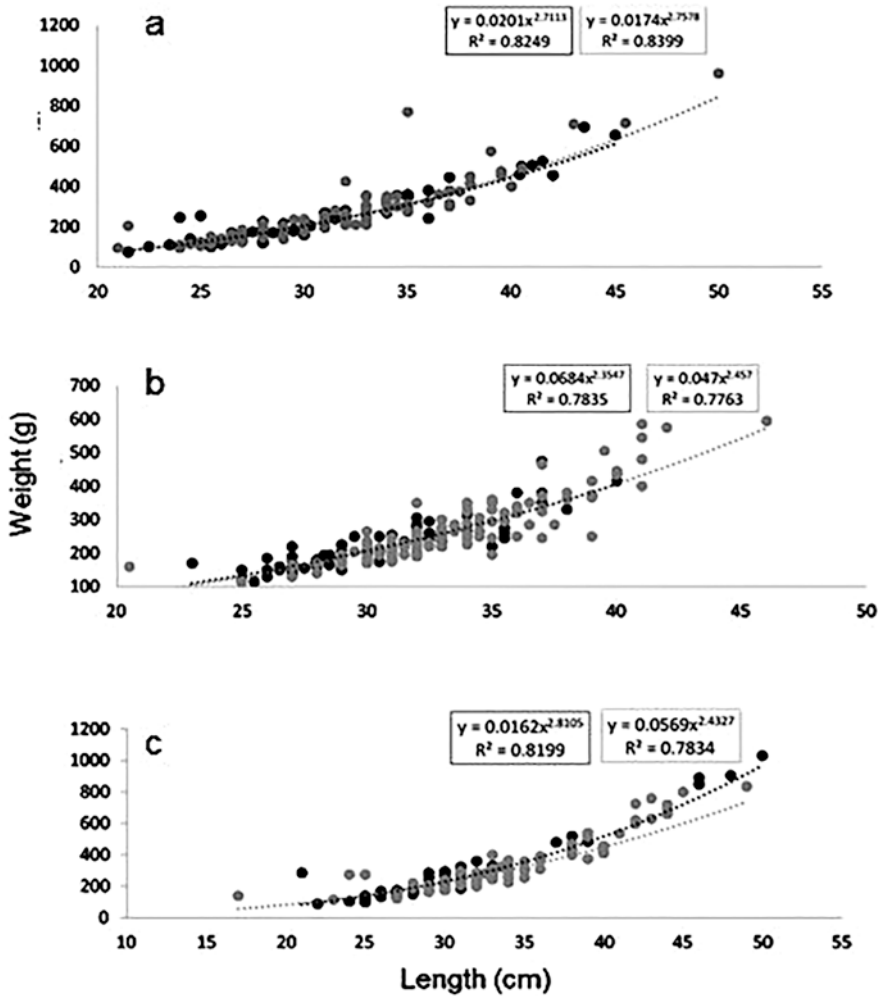 a
y = 0.0201x^2.7113
R² = 0.8249
y = 0.0174x^2.7578
R² = 0.8399
1200
1000
800
600
400
200
0
20 25 30 35 40 45 50 55
b
y = 0.0684x^2.3547
R² = 0.7835
y = 0.047x^2.457
R² = 0.7763
700
600
500
400
300
200
100
20 25 30 35 40 45 50
Weight (g)
c
y = 0.0162x^2.8105
R² = 0.8199
y = 0.0569x^2.4327
R² = 0.7834
1200
1000
800
600
400
200
0
10 15 20 25 30 35 40 45 50 55
Length (cm)